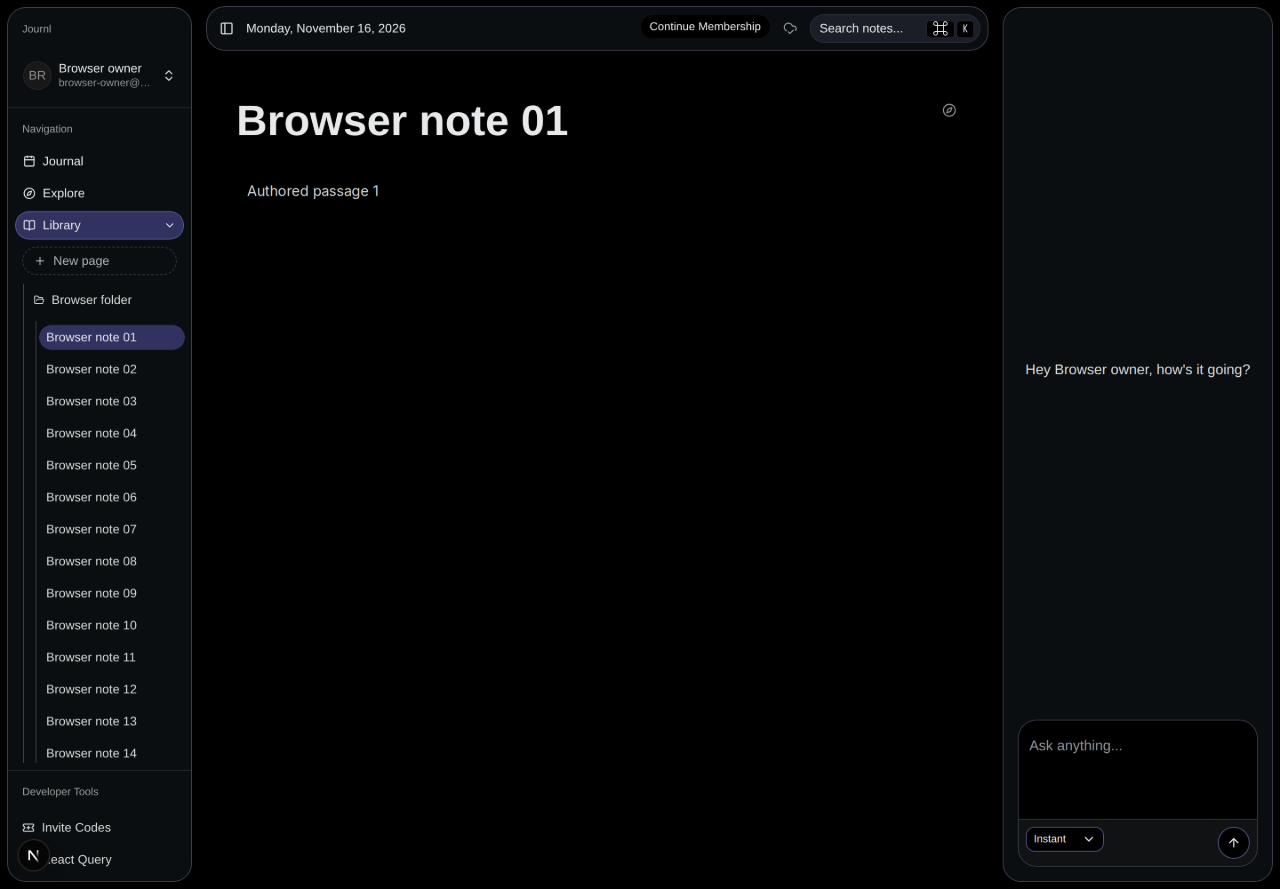 Journl
BR
Browser owner
browser-owner@...
Navigation
Journal
Explore
Library
New page
Browser folder
Browser note 01
Browser note 02
Browser note 03
Browser note 04
Browser note 05
Browser note 06
Browser note 07
Browser note 08
Browser note 09
Browser note 10
Browser note 11
Browser note 12
Browser note 13
Browser note 14
Developer Tools
Invite Codes
N
eact Query
Monday, November 16, 2026
Continue Membership
Search notes...
⌘ K
Browser note 01
Authored passage 1
Hey Browser owner, how's it going?
Ask anything...
Instant